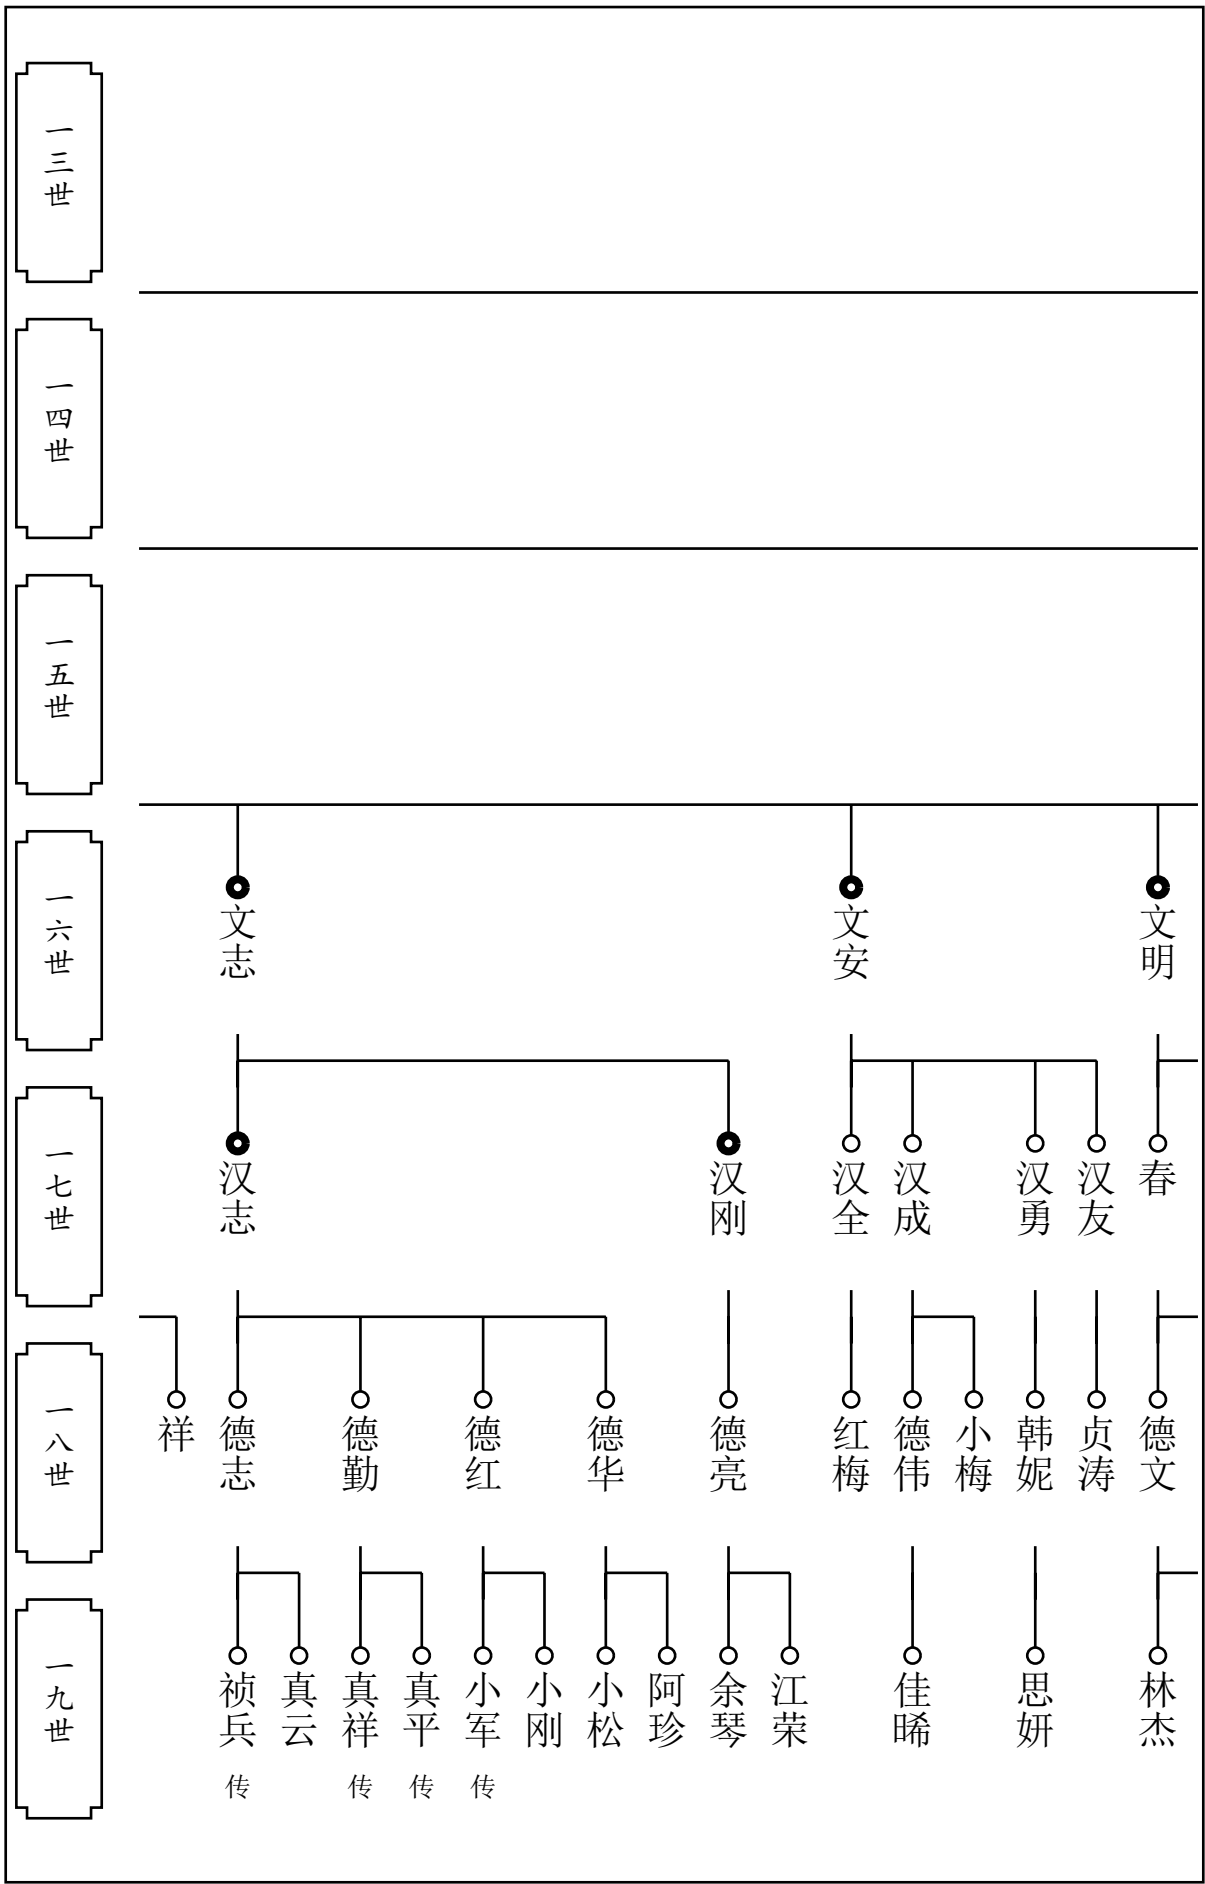 一三世
一四世
一五世
一六世
文志
文安
文明
一七世
汉志
汉刚
汉全
汉成
汉勇
汉友
春
一八世
祥
德志
德勤
德红
德华
德亮
红梅
德伟
小梅
韩妮
贞涛
德文
一九世
祯兵
真云
真祥
真平
小军
小刚
小松
阿珍
余琴
江荣
佳晞
思妍
林杰
传
传
传
传